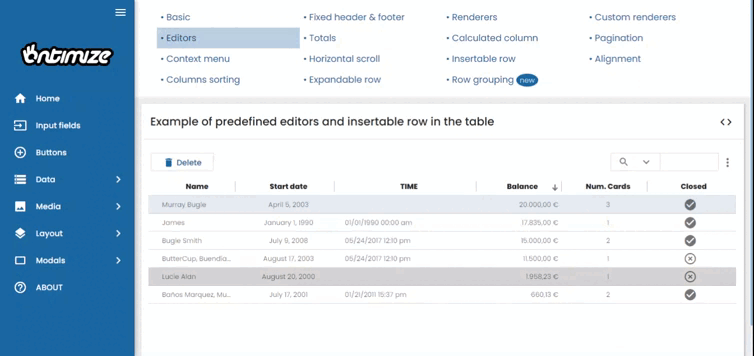 Ontimize
Home
Input fields
Buttons
Data
Media
Layout
Modals
ABOUT
• Basic • Fixed header & footer • Renderers • Custom renderers
• Editors • Totals • Calculated column • Pagination
• Context menu • Horizontal scroll • Insertable row • Alignment
• Columns sorting • Expandable row • Row grouping new
Example of predefined editors and insertable row in the table
Delete
Name Start date TIME Balance Num. Cards Closed
Murray Bugle April 5, 2003 20.000,00 € 3
James January 1, 1990 01/01/1990 00:00 am 17.835,00 € 1
Bugie Smith July 9, 2008 05/24/2017 12:10 pm 15.000,00 € 2
ButterCup, Buendia... August 17, 2003 05/24/2017 12:10 pm 11.500,00 € 1
Lucie Alan August 20, 2000 1.958,23 € 1
Baños Marquez, Mu... July 17, 2001 01/21/2011 15:37 pm 660,13 € 2